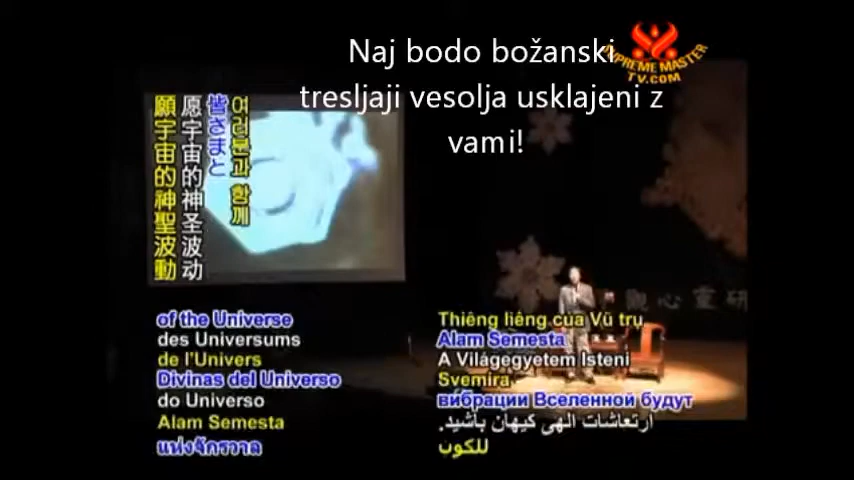 Naj bodo božanski
tresljaji vesolja usklajeni z
vami!
SUPREME MASTER
TV.COM
여러분과 함께
皆さまと
愿宇宙的神圣波动
願宇宙的神聖波動
of the Universe
des Universums
de l'Univers
Divinas del Universo
do Universo
Alam Semesta
แห่งจักรวาล
Thiêng liêng của Vũ trụ
Alam Semesta
A Világegyetem Isteni
Svemira
вибрации Вселенной будут
ارتعاشات الهی کیهان باشید.
للكون
觀心靈研